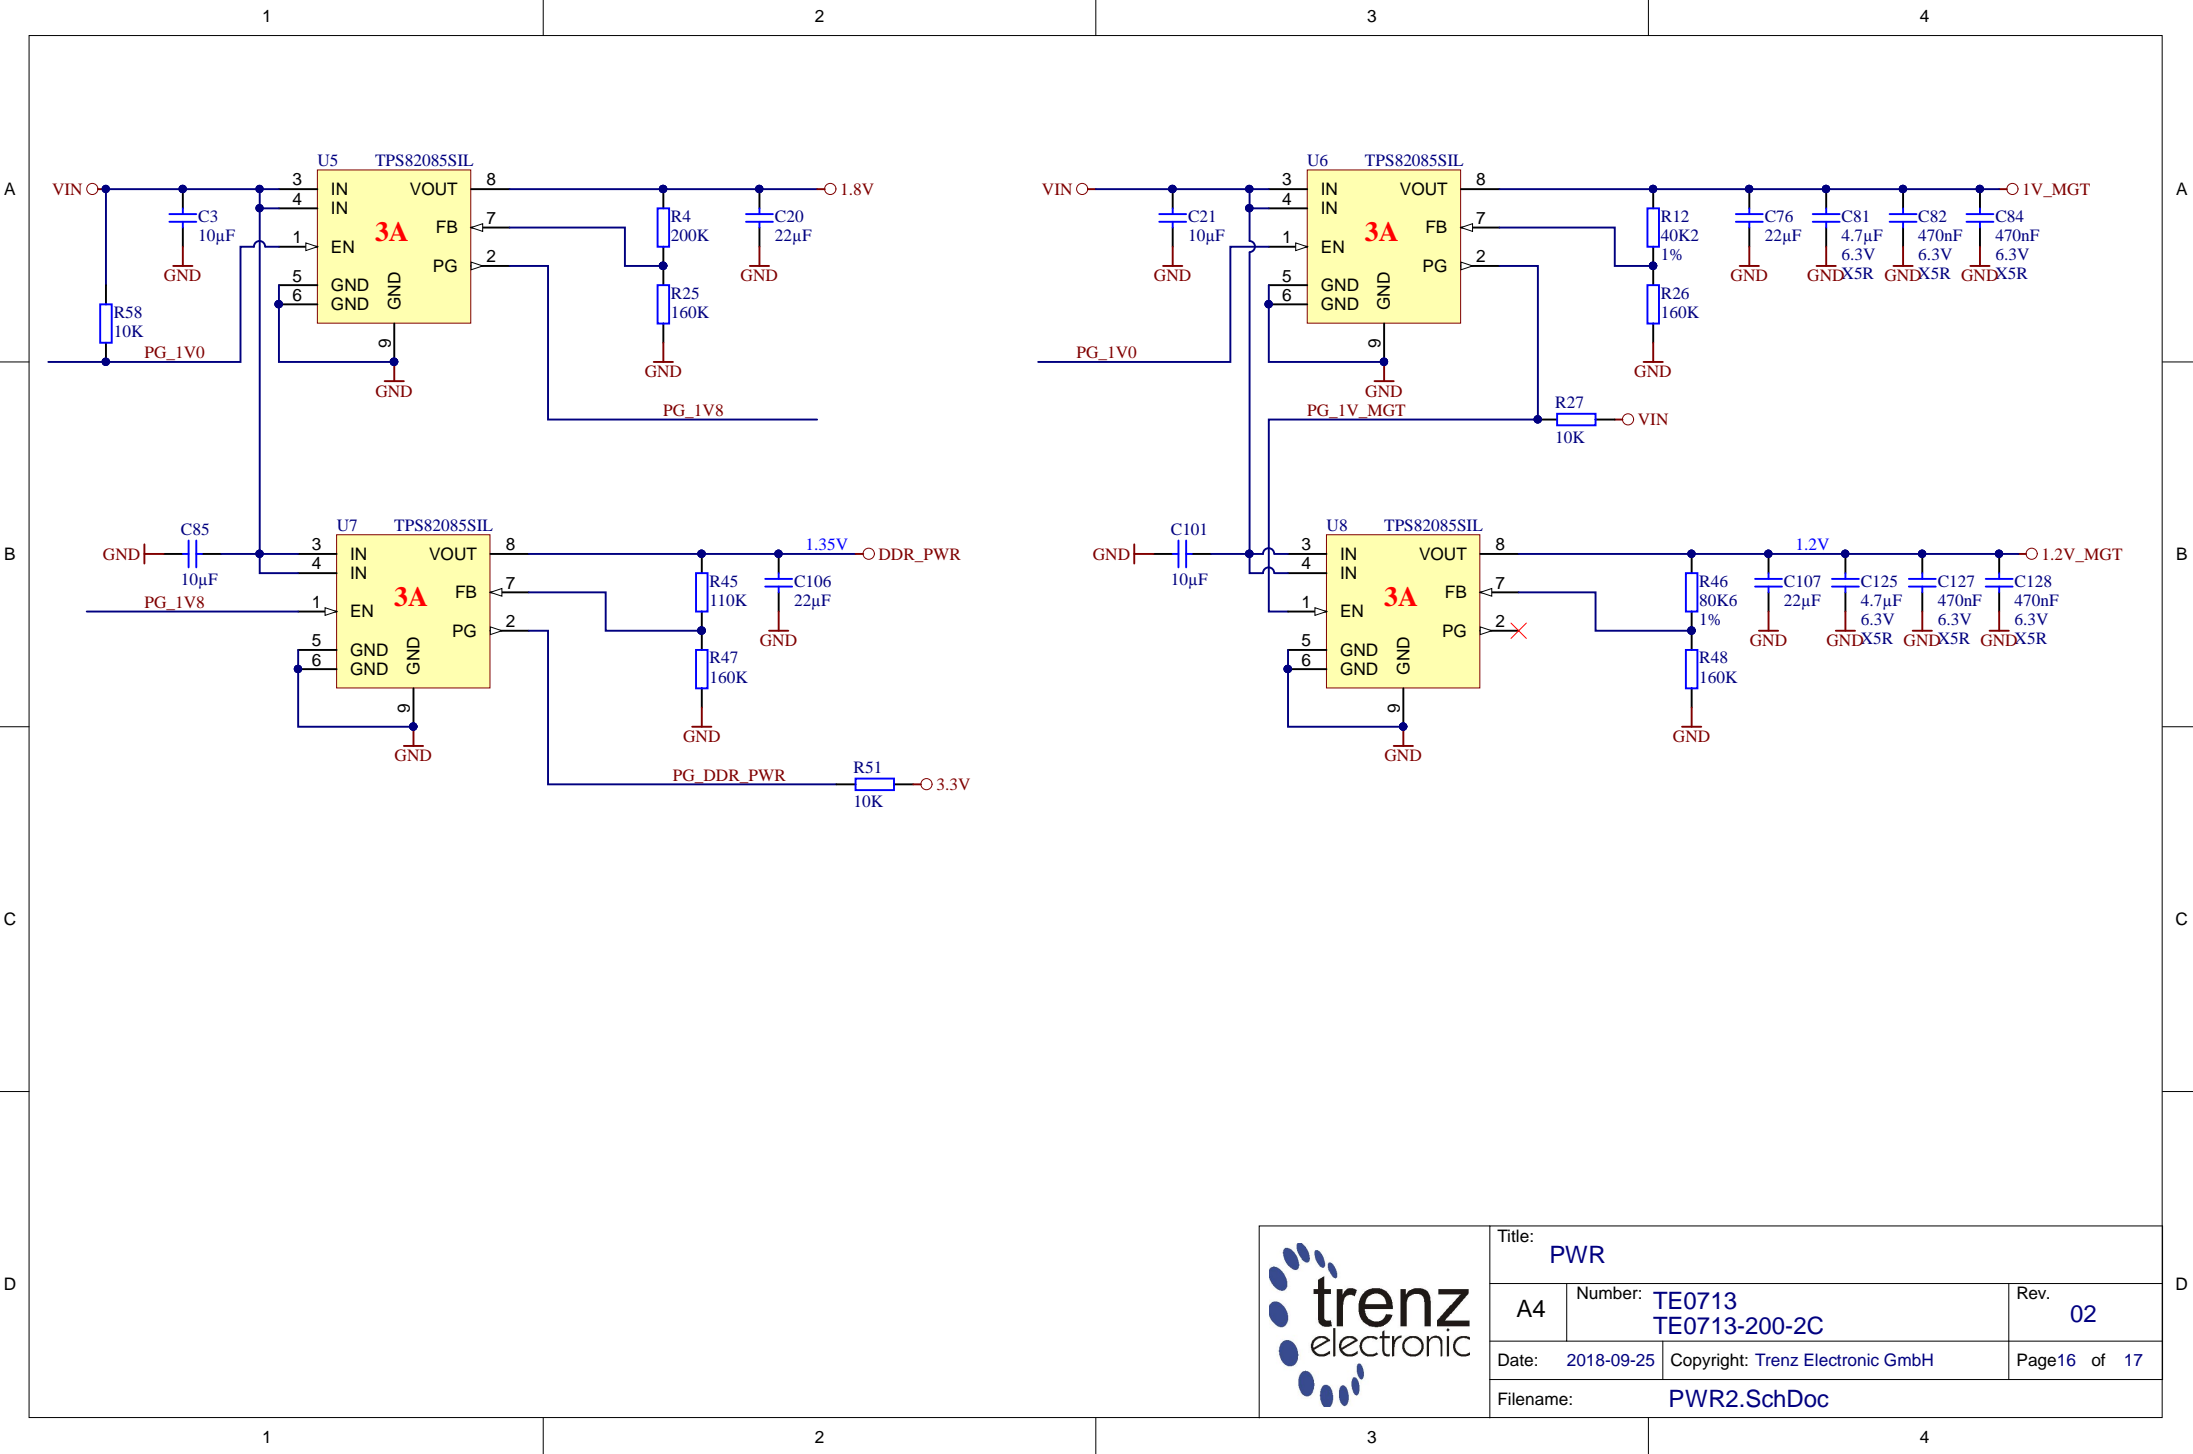 1 2 3 4
A A
B B
C C
D D
1 2 3 4
U5 TPS82085SIL
VIN
3 IN VOUT 8
4 IN
3A
FB 7
1 EN
PG 2
5 GND
6 GND
GND
9
GND
1.8V
C3
10µF
GND
R58
10K
PG_1V0
R4
200K
C20
22µF
GND
R25
160K
GND
PG_1V8
U7 TPS82085SIL
C85
GND
10µF
PG_1V8
3 IN VOUT 8
4 IN
3A
FB 7
1 EN
PG 2
5 GND
6 GND
GND
9
GND
1.35V
DDR_PWR
R45
110K
C106
22µF
GND
R47
160K
GND
PG_DDR_PWR
R51
10K
3.3V
U6 TPS82085SIL
VIN
C21
10µF
GND
PG_1V0
3 IN VOUT 8
4 IN
3A
FB 7
1 EN
PG 2
5 GND
6 GND
GND
9
GND
1V_MGT
R12
40K2
1%
R26
160K
GND
C76
22µF
GND
C81
4.7µF
6.3V
X5R
GND
C82
470nF
6.3V
X5R
GND
C84
470nF
6.3V
X5R
GND
PG_1V_MGT
R27
10K
VIN
U8 TPS82085SIL
C101
GND
10µF
3 IN VOUT 8
4 IN
3A
FB 7
1 EN
PG 2
5 GND
6 GND
GND
9
GND
1.2V
1.2V_MGT
R46
80K6
1%
R48
160K
GND
C107
22µF
GND
C125
4.7µF
6.3V
X5R
GND
C127
470nF
6.3V
X5R
GND
C128
470nF
6.3V
X5R
GND
trenz
electronic
Title:
PWR
A4
Number: TE0713
TE0713-200-2C
Rev.
02
Date: 2018-09-25
Copyright: Trenz Electronic GmbH
Page16 of 17
Filename: PWR2.SchDoc